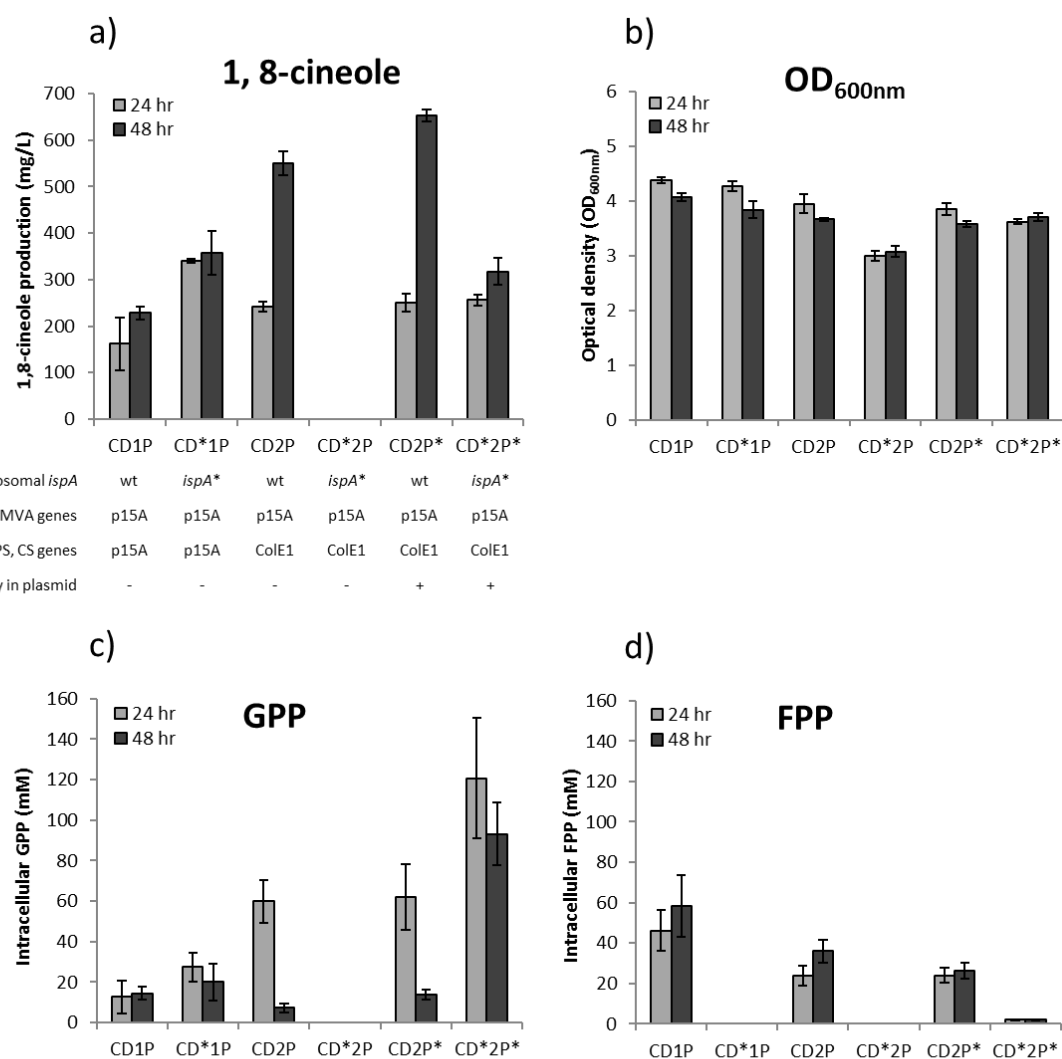 a)
1, 8-cineole
700
600
500
400
300
200
100
0
1,8-cineole production (mg/L)
24 hr
48 hr
CD1P CD*1P CD2P CD*2P CD2P* CD*2P*
ispA wt ispA* wt ispA* wt ispA*
MVA genes p15A p15A p15A p15A p15A p15A
CS genes p15A p15A ColE1 ColE1 ColE1 ColE1
in plasmid - - - - + +
b)
OD600nm
6
5
4
3
2
1
0
Optical density (OD600nm)
24 hr
48 hr
CD1P CD*1P CD2P CD*2P CD2P* CD*2P*
c)
GPP
160
140
120
100
80
60
40
20
0
Intracellular GPP (mM)
24 hr
48 hr
CD1P CD*1P CD2P CD*2P CD2P* CD*2P*
d)
FPP
160
140
120
100
80
60
40
20
0
Intracellular FPP (mM)
24 hr
48 hr
CD1P CD*1P CD2P CD*2P CD2P* CD*2P*